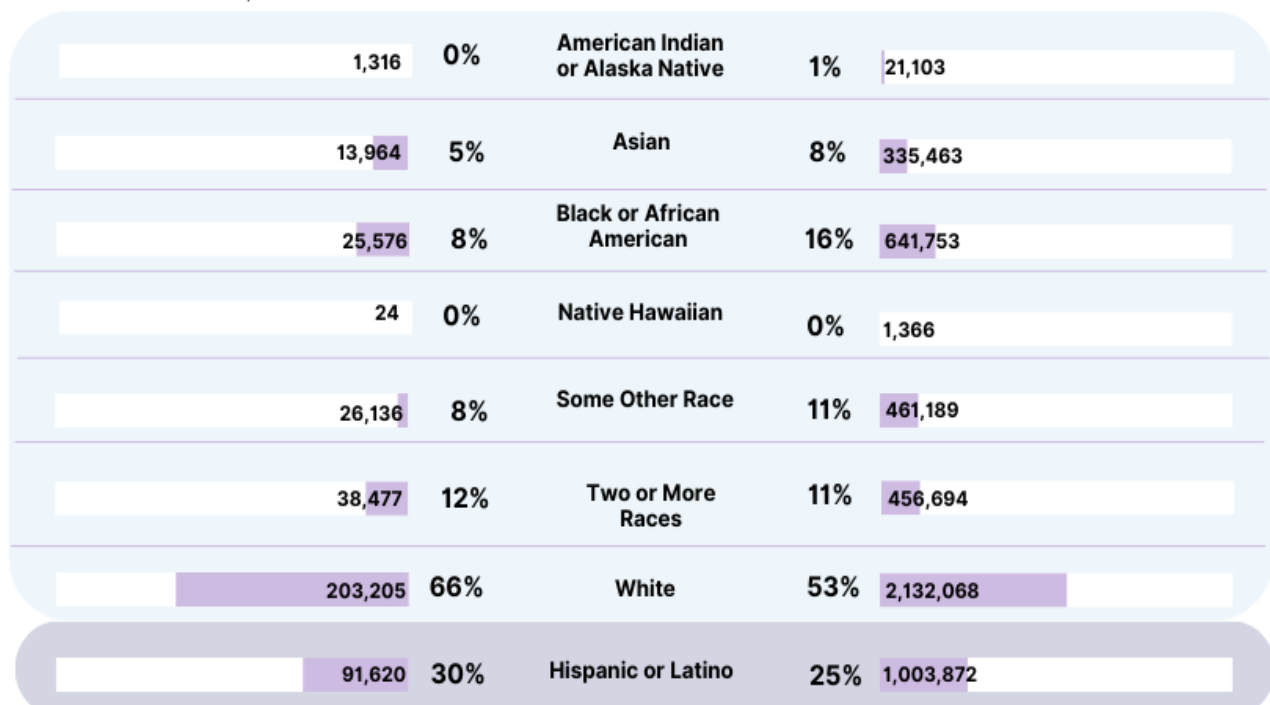 1,316 0% American Indian
or Alaska Native 1% 21,103
13,964 5% Asian 8% 335,463
25,576 8% Black or African
American 16% 641,753
24 0% Native Hawaiian 0% 1,366
26,136 8% Some Other Race 11% 461,189
38,477 12% Two or More
Races 11% 456,694
203,205 66% White 53% 2,132,068
91,620 30% Hispanic or Latino 25% 1,003,872